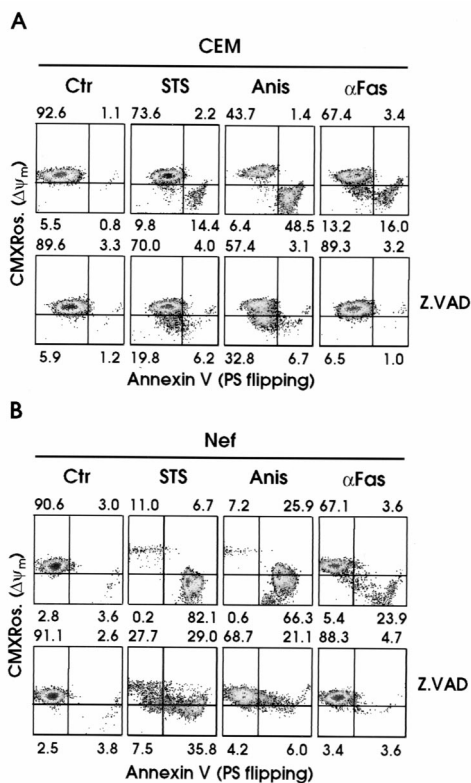 A
CEM
Ctr STS Anis αFas
92.6 1.1 73.6 2.2 43.7 1.4 67.4 3.4
CMXRos. (Δψm)
5.5 0.8 9.8 14.4 6.4 48.5 13.2 16.0
89.6 3.3 70.0 4.0 57.4 3.1 89.3 3.2
Z.VAD
5.9 1.2 19.8 6.2 32.8 6.7 6.5 1.0
Annexin V (PS flipping)
B
Nef
Ctr STS Anis αFas
90.6 3.0 11.0 6.7 7.2 25.9 67.1 3.6
CMXRos. (Δψm)
2.8 3.6 0.2 82.1 0.6 66.3 5.4 23.9
91.1 2.6 27.7 29.0 68.7 21.1 88.3 4.7
Z.VAD
2.5 3.8 7.5 35.8 4.2 6.0 3.4 3.6
Annexin V (PS flipping)